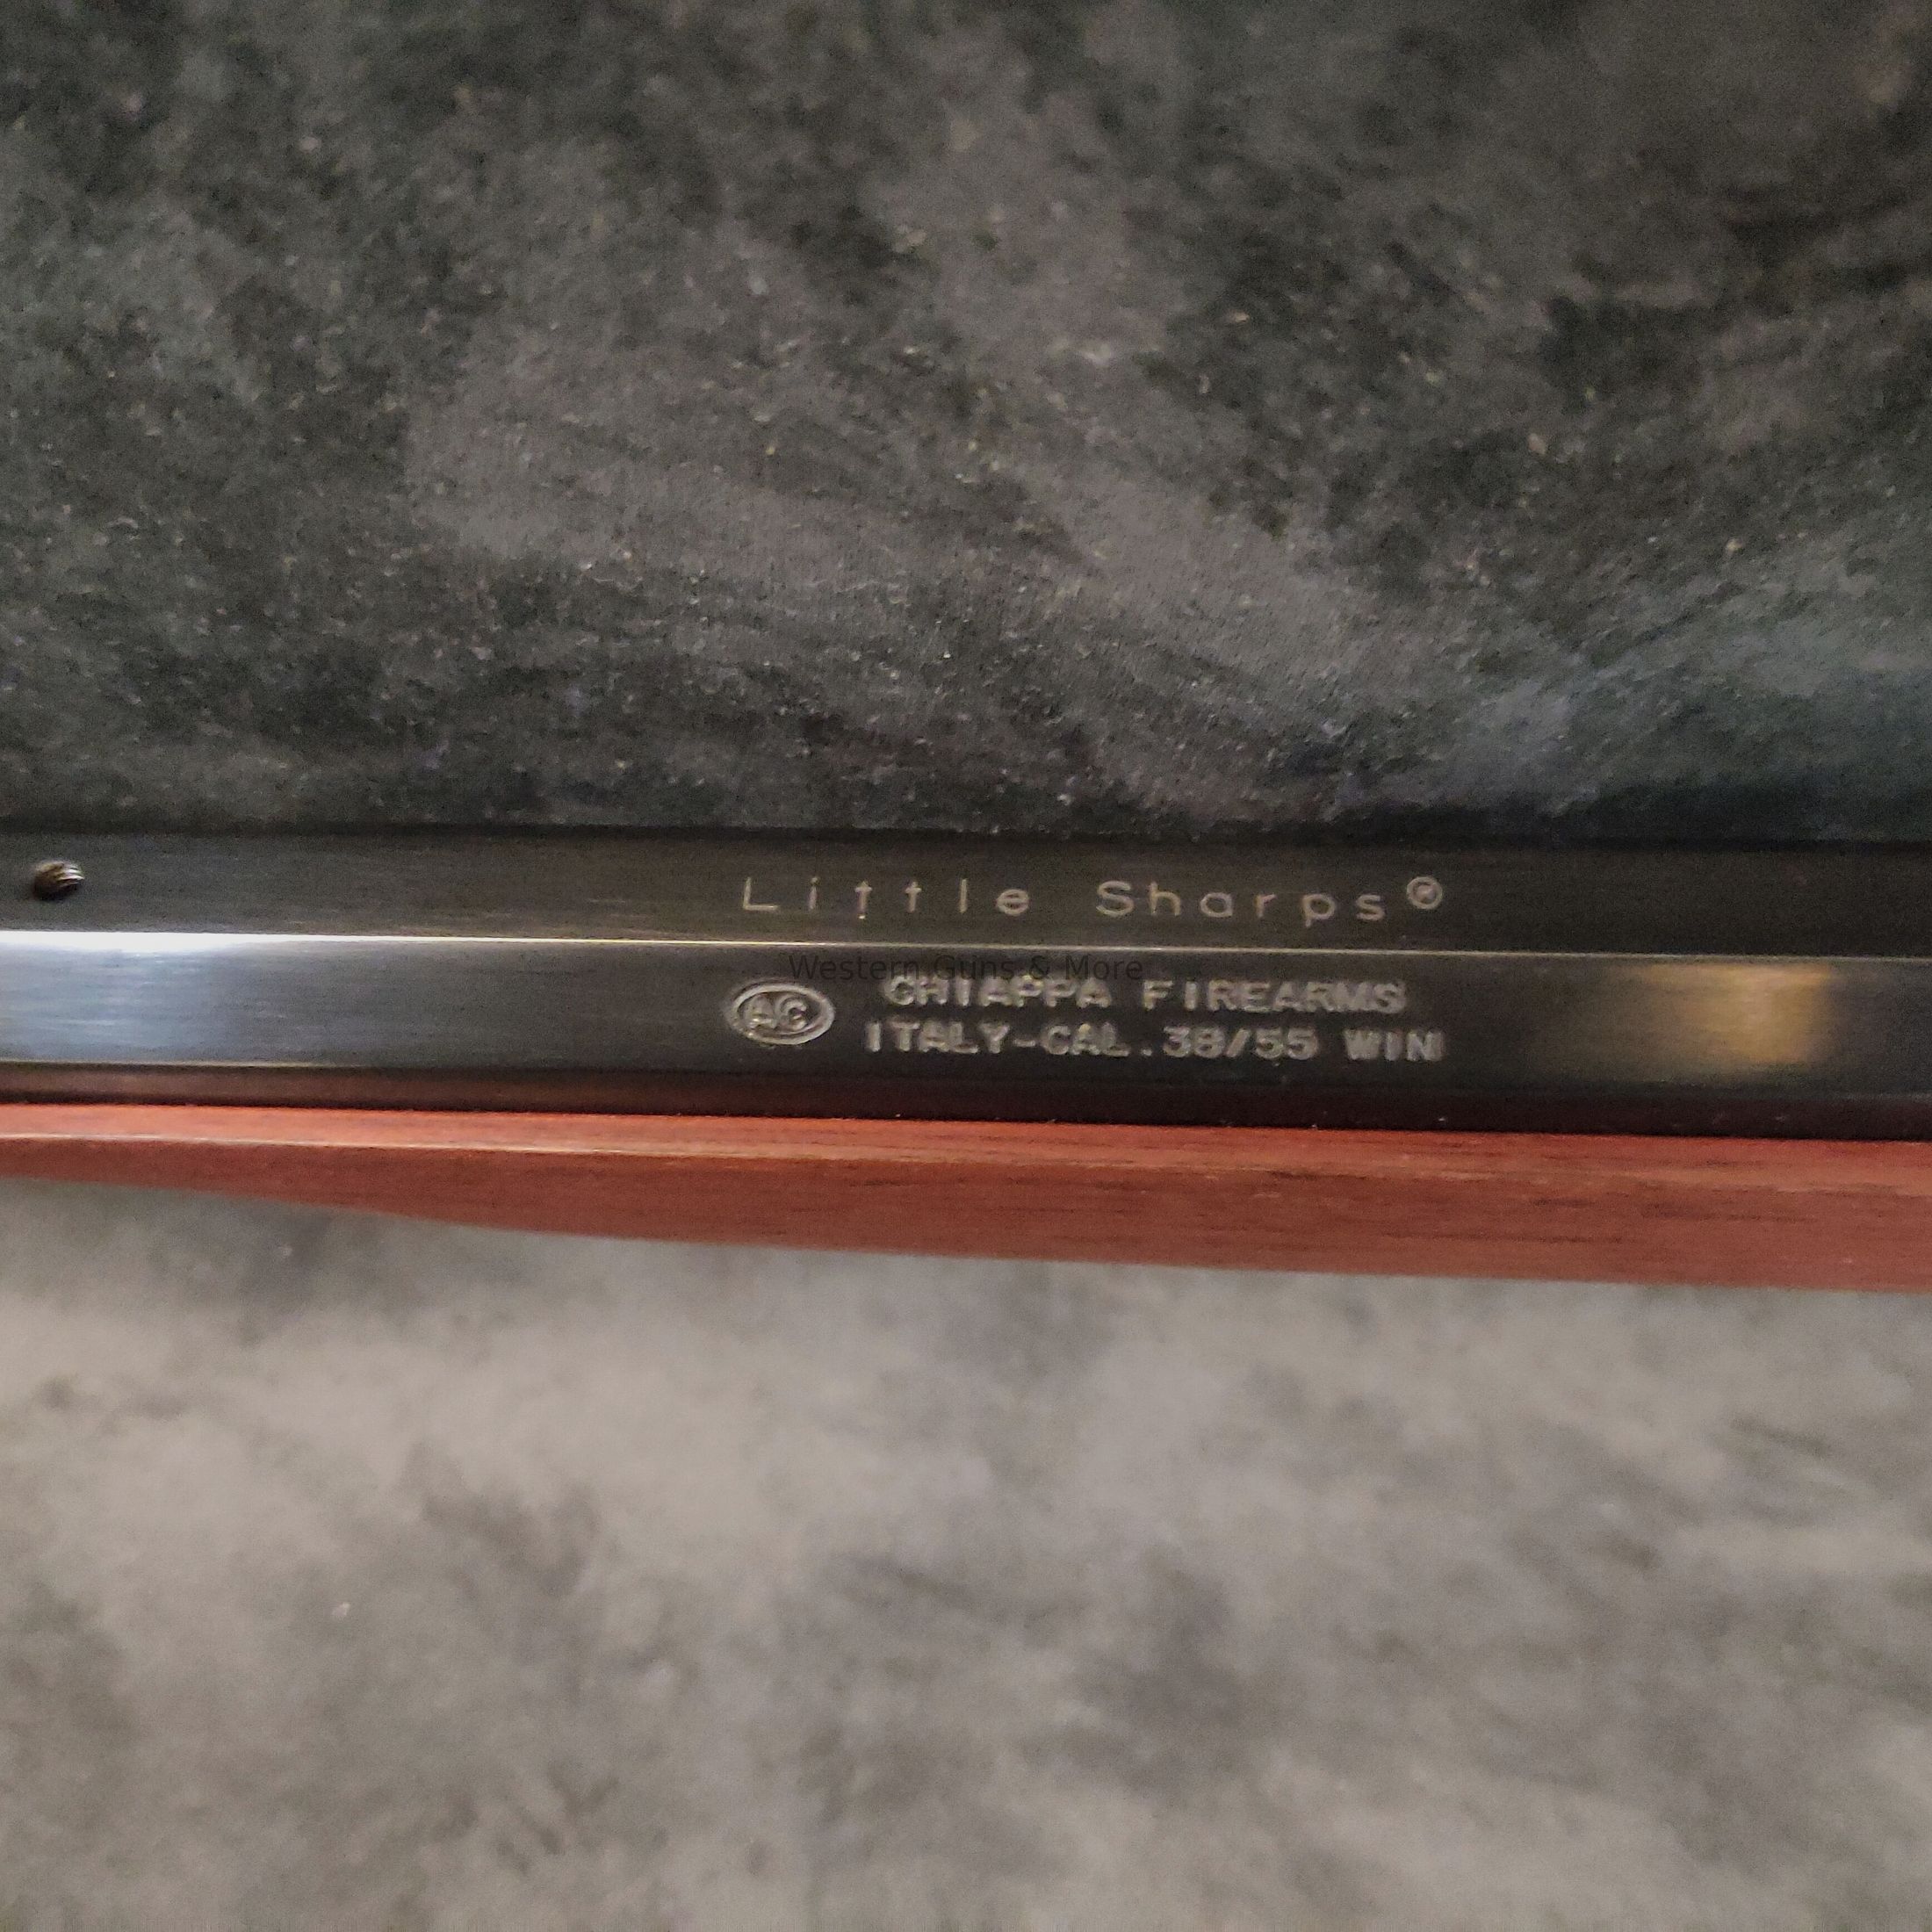 Little Sharps®
Western Guns & More
AC
CHIAPPA FIREARMS
ITALY-CAL.38/55 WIN